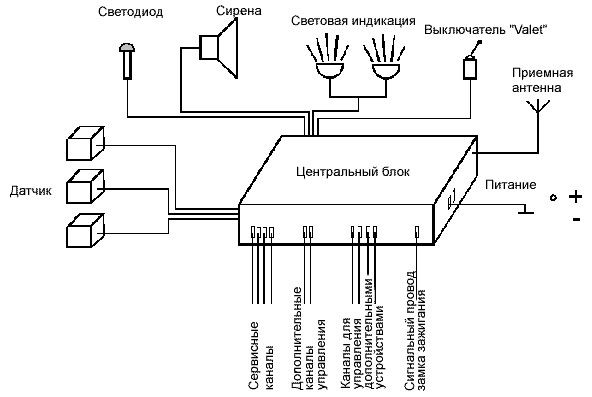 Светодиод
Сирена
Световая индикация
Выключатель "Valet"
Приемная
антенна
Датчик
Центральный блок
Питание
+
-
Сервисные
каналы
Дополнительные
каналы
управления
Каналы для
управления
дополнительными
устройствами
Сигнальный провод
замка зажигания